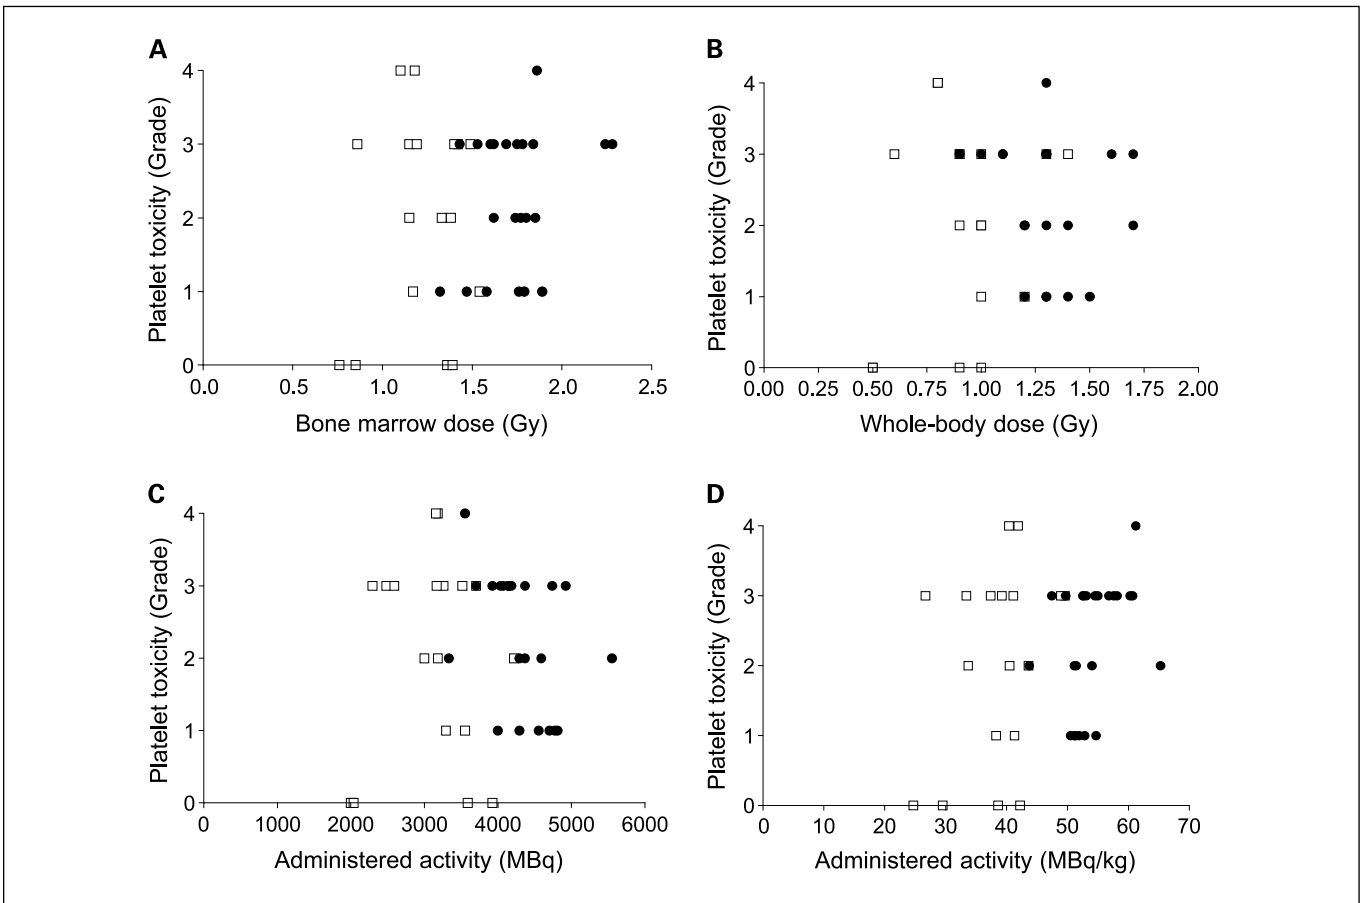 A
Platelet toxicity (Grade)
4
3
2
1
0
0.0 0.5 1.0 1.5 2.0 2.5
Bone marrow dose (Gy)
B
Platelet toxicity (Grade)
4
3
2
1
0
0.00 0.25 0.50 0.75 1.00 1.25 1.50 1.75 2.00
Whole-body dose (Gy)
C
Platelet toxicity (Grade)
4
3
2
1
0
0 1000 2000 3000 4000 5000 6000
Administered activity (MBq)
D
Platelet toxicity (Grade)
4
3
2
1
0
0 10 20 30 40 50 60 70
Administered activity (MBq/kg)